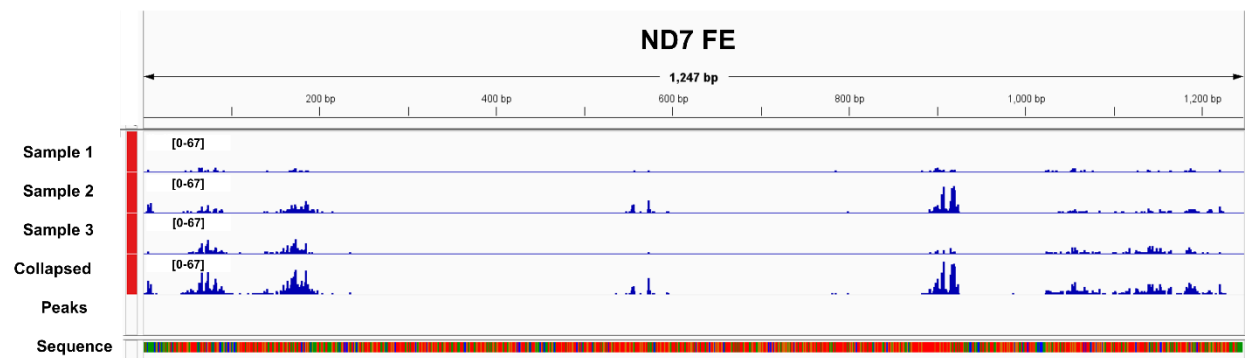 ND7 FE
1,247 bp
200 bp 400 bp 600 bp 800 bp 1,000 bp 1,200 bp
Sample 1 [0-67]
Sample 2 [0-67]
Sample 3 [0-67]
Collapsed [0-67]
Peaks
Sequence